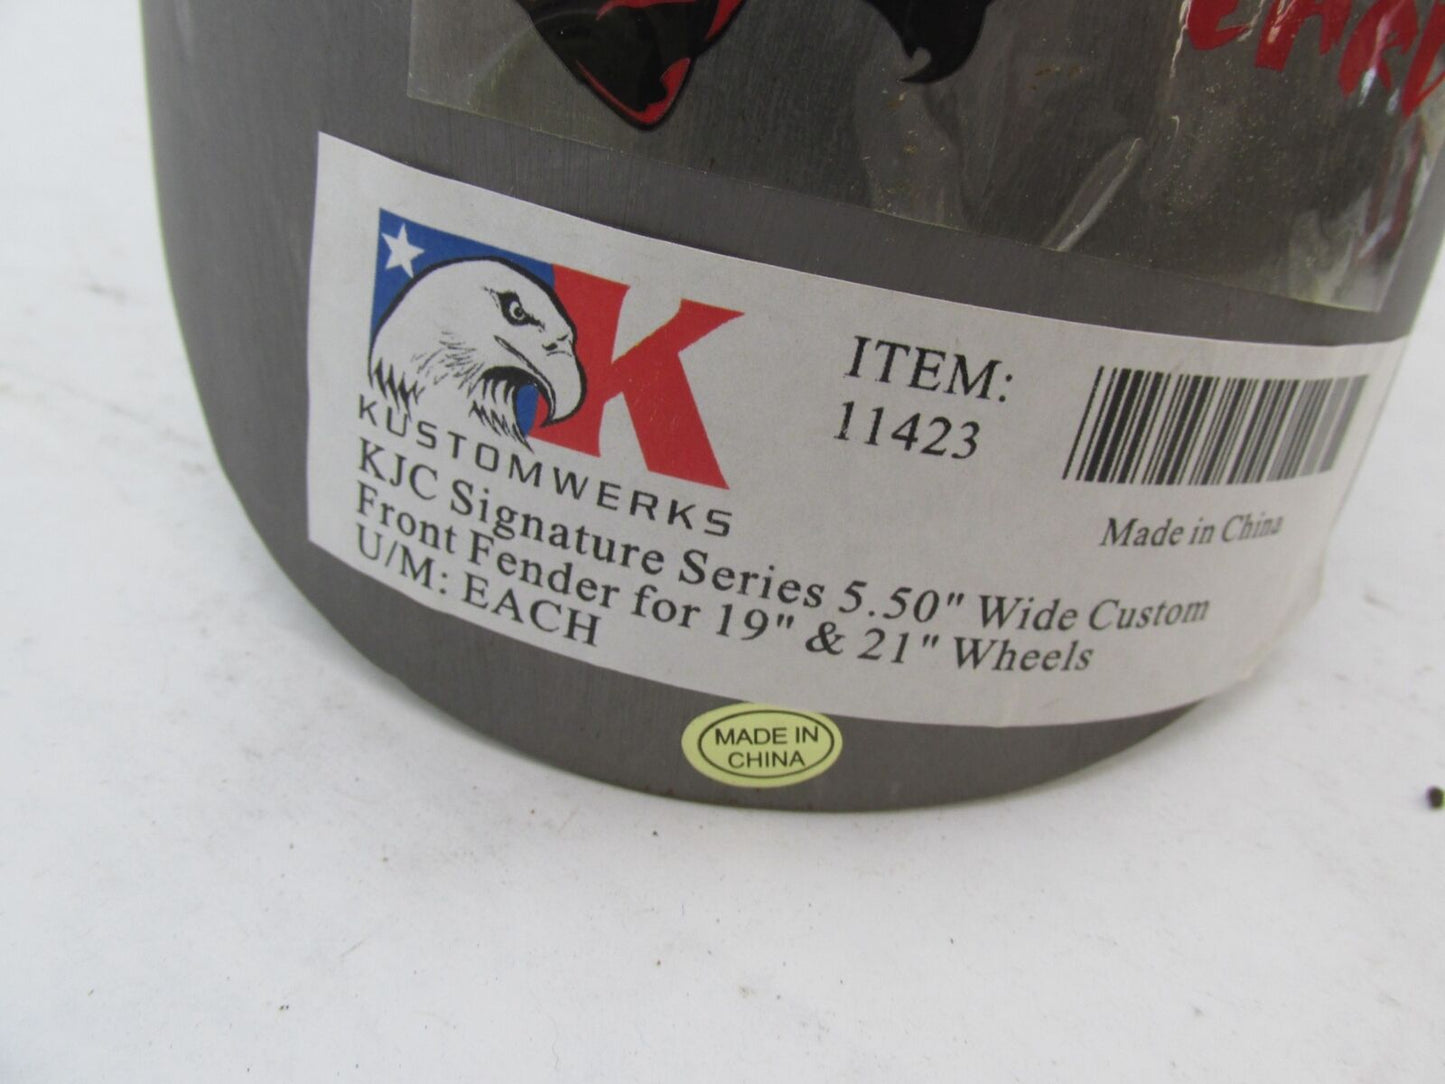 K
KUSTOMWERKS
ITEM:
11423
Made in China
KJC Signature Series 5.50" Wide Custom
Front Fender for 19" & 21" Wheels
U/M: EACH
MADE IN
CHINA